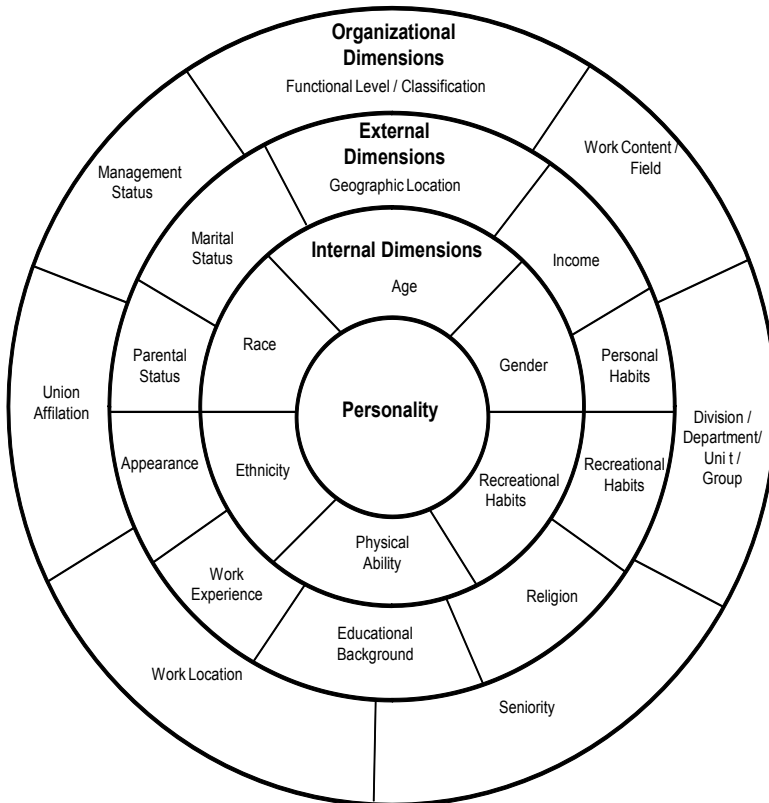 Organizational
Dimensions
Functional Level / Classification
External
Dimensions
Geographic Location
Internal Dimensions
Age
Personality
Work Content /
Field
Management
Status
Marital
Status
Income
Race
Gender
Parental
Status
Personal
Habits
Union
Affilation
Division /
Department/
Uni t /
Group
Appearance
Ethnicity
Recreational
Habits
Recreational
Habits
Physical
Ability
Work
Experience
Religion
Educational
Background
Work Location
Seniority